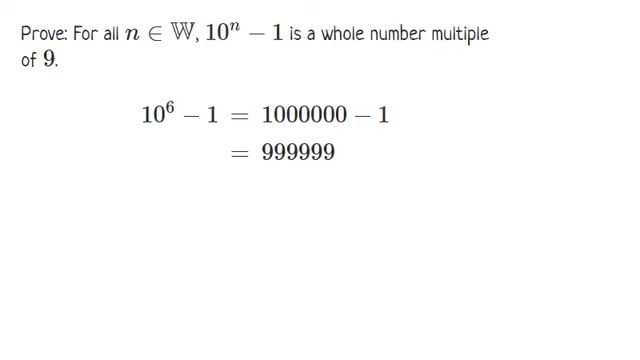 Prove: For all n ∈ 𝕎, 10ⁿ − 1 is a whole number multiple
of 9.
10⁶ − 1 = 1000000 − 1
= 999999